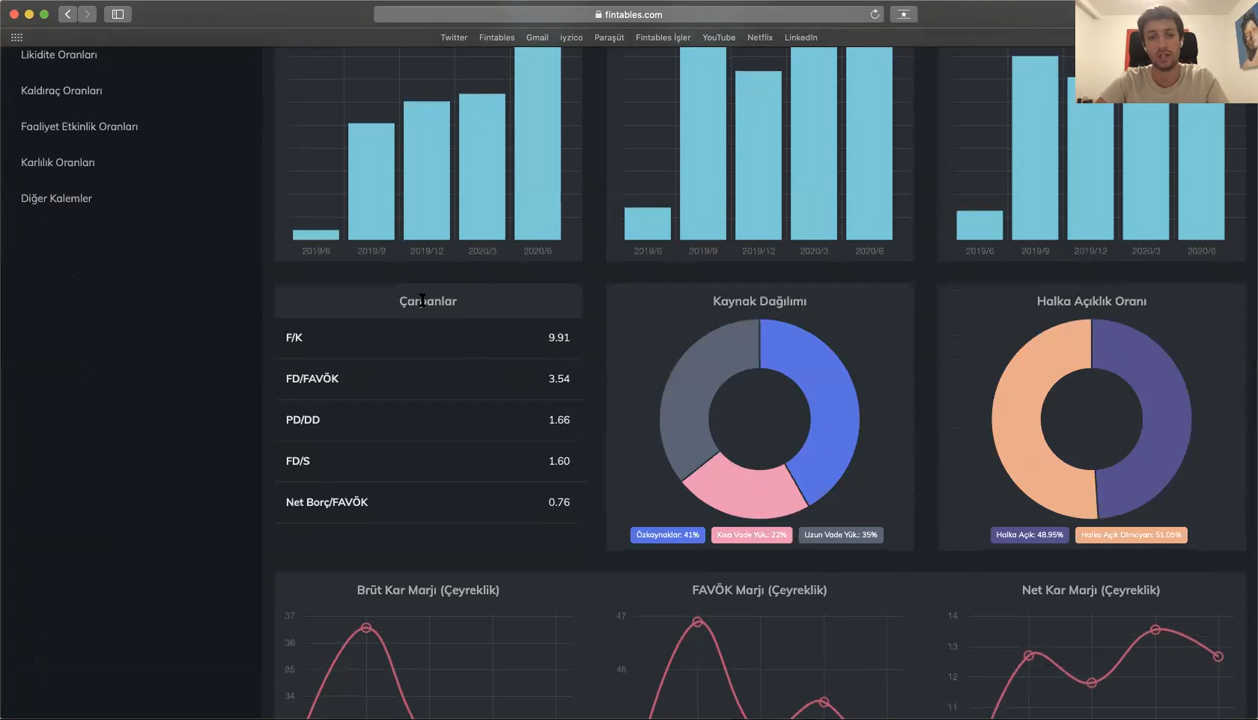 fintables.com
Twitter Fintables Gmail iyzico Paraşüt Fintables İşler YouTube Netflix LinkedIn
Likidite Oranları
Kaldıraç Oranları
Faaliyet Etkinlik Oranları
Karlılık Oranları
Diğer Kalemler
2019/6 2019/9 2019/12 2020/3 2020/6
2019/6 2019/9 2019/12 2020/3 2020/6
2019/6 2019/9 2019/12 2020/3 2020/6
Çarpanlar
F/K 9.91
FD/FAVÖK 3.54
PD/DD 1.66
FD/S 1.60
Net Borç/FAVÖK 0.76
Kaynak Dağılımı
Özkaynaklar: 41% Kısa Vade Yük.: 22% Uzun Vade Yük.: 35%
Halka Açıklık Oranı
Halka Açık: 48.95% Halka Açık Olmayan: 51.05%
Brüt Kar Marjı (Çeyreklik)
37
36
35
34
FAVÖK Marjı (Çeyreklik)
47
46
Net Kar Marjı (Çeyreklik)
14
13
12
11